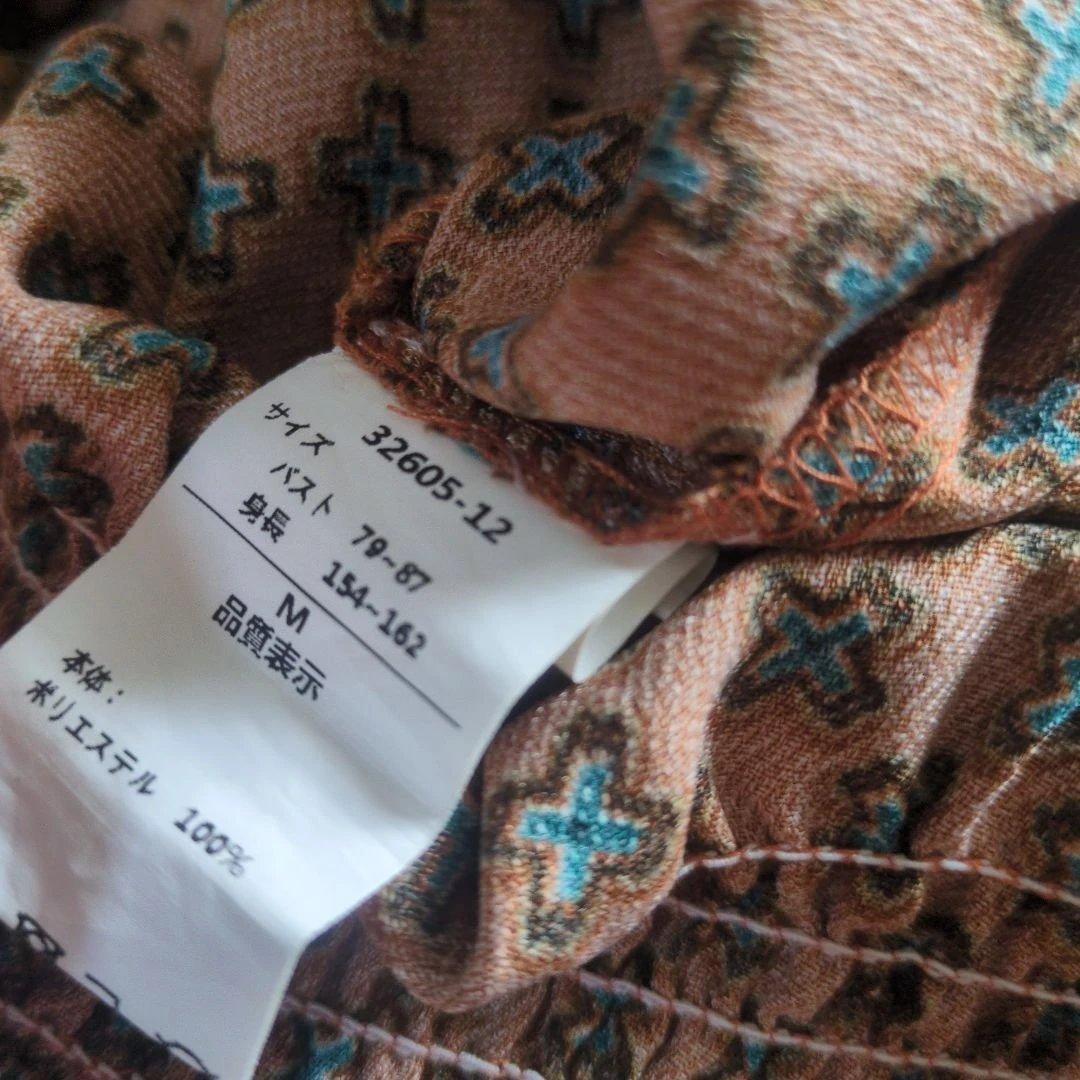 32605-12
サイズ
バスト 79~87
身長 154~162
M
品質表示
本体:
ポリエステル 100%